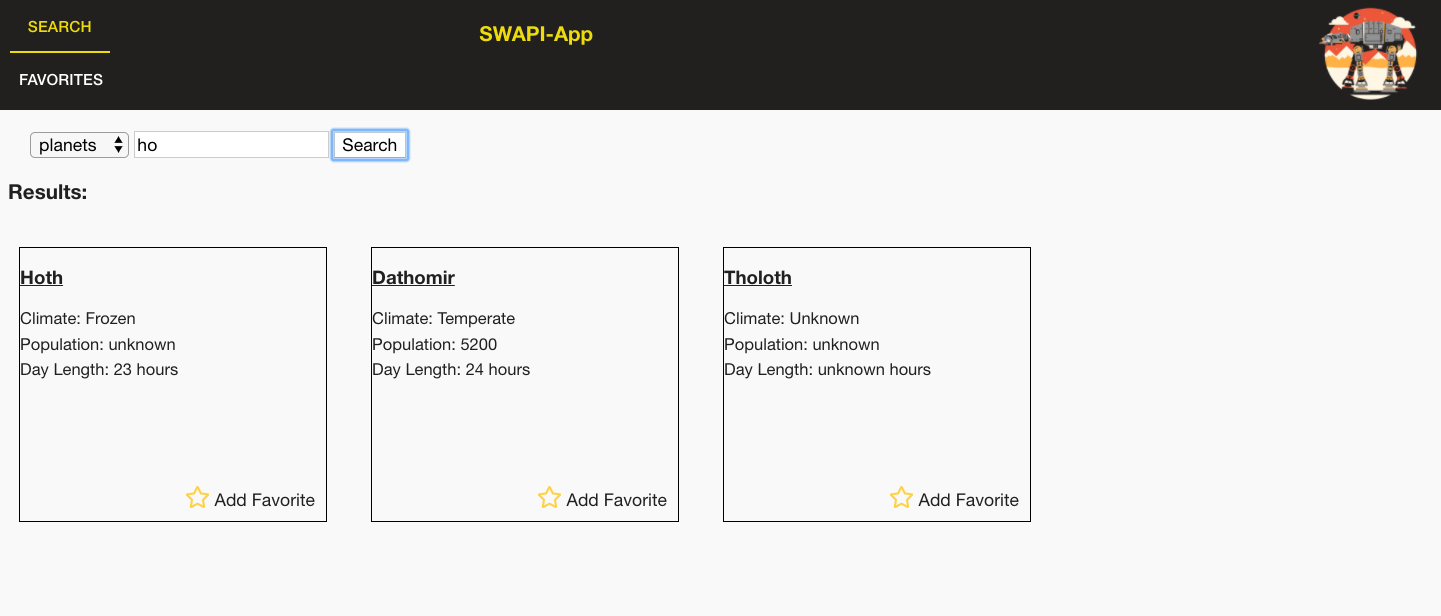 SEARCH
SWAPI-App
FAVORITES
planets ho Search
Results:
Hoth
Climate: Frozen
Population: unknown
Day Length: 23 hours
Add Favorite
Dathomir
Climate: Temperate
Population: 5200
Day Length: 24 hours
Add Favorite
Tholoth
Climate: Unknown
Population: unknown
Day Length: unknown hours
Add Favorite